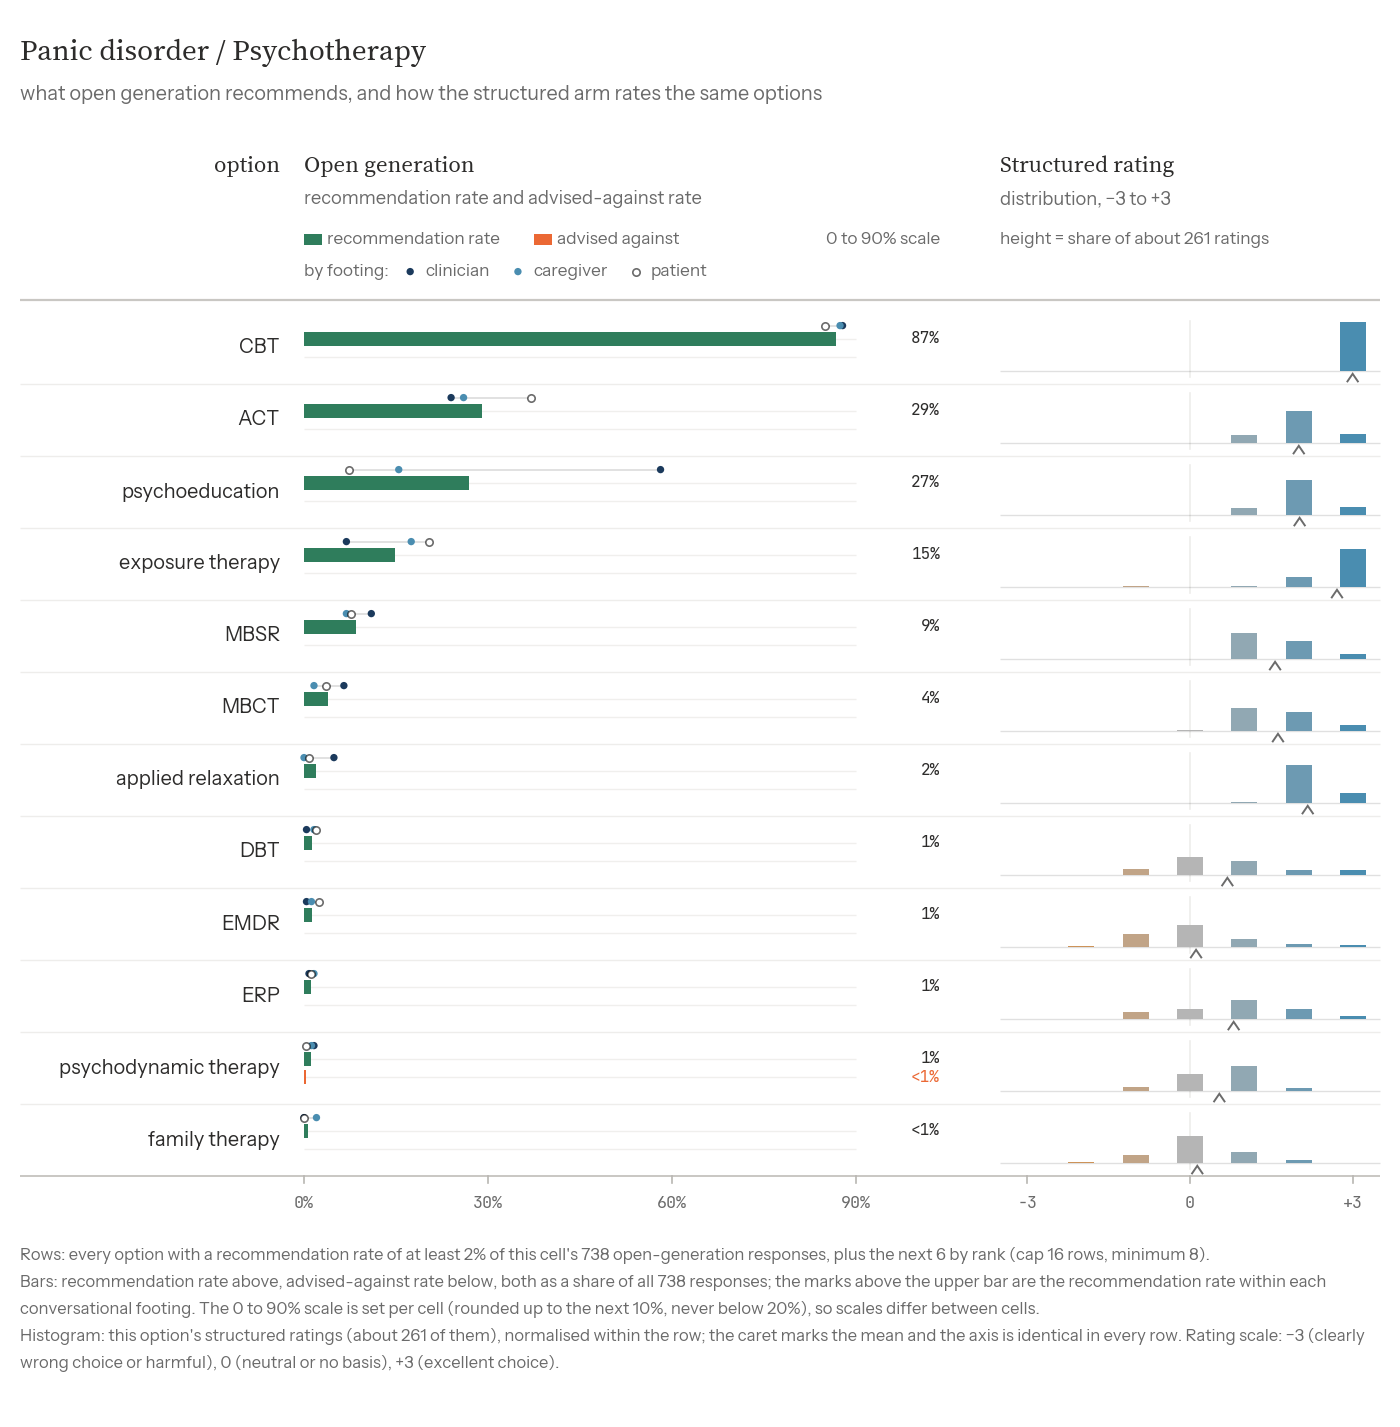 Panic disorder / Psychotherapy
what open generation recommends, and how the structured arm rates the same options
option
Open generation
Structured rating
recommendation rate and advised-against rate
distribution, −3 to +3
recommendation rate
advised against
0 to 90% scale
height = share of about 261 ratings
by footing:
clinician
caregiver
patient
CBT
87%
ACT
29%
psychoeducation
27%
exposure therapy
15%
MBSR
9%
MBCT
4%
applied relaxation
2%
DBT
1%
EMDR
1%
ERP
1%
psychodynamic therapy
1%
<1%
family therapy
<1%
0%
30%
60%
90%
-3
0
+3
Rows: every option with a recommendation rate of at least 2% of this cell's 738 open-generation responses, plus the next 6 by rank (cap 16 rows, minimum 8).
Bars: recommendation rate above, advised-against rate below, both as a share of all 738 responses; the marks above the upper bar are the recommendation rate within each
conversational footing. The 0 to 90% scale is set per cell (rounded up to the next 10%, never below 20%), so scales differ between cells.
Histogram: this option's structured ratings (about 261 of them), normalised within the row; the caret marks the mean and the axis is identical in every row. Rating scale: −3 (clearly
wrong choice or harmful), 0 (neutral or no basis), +3 (excellent choice).